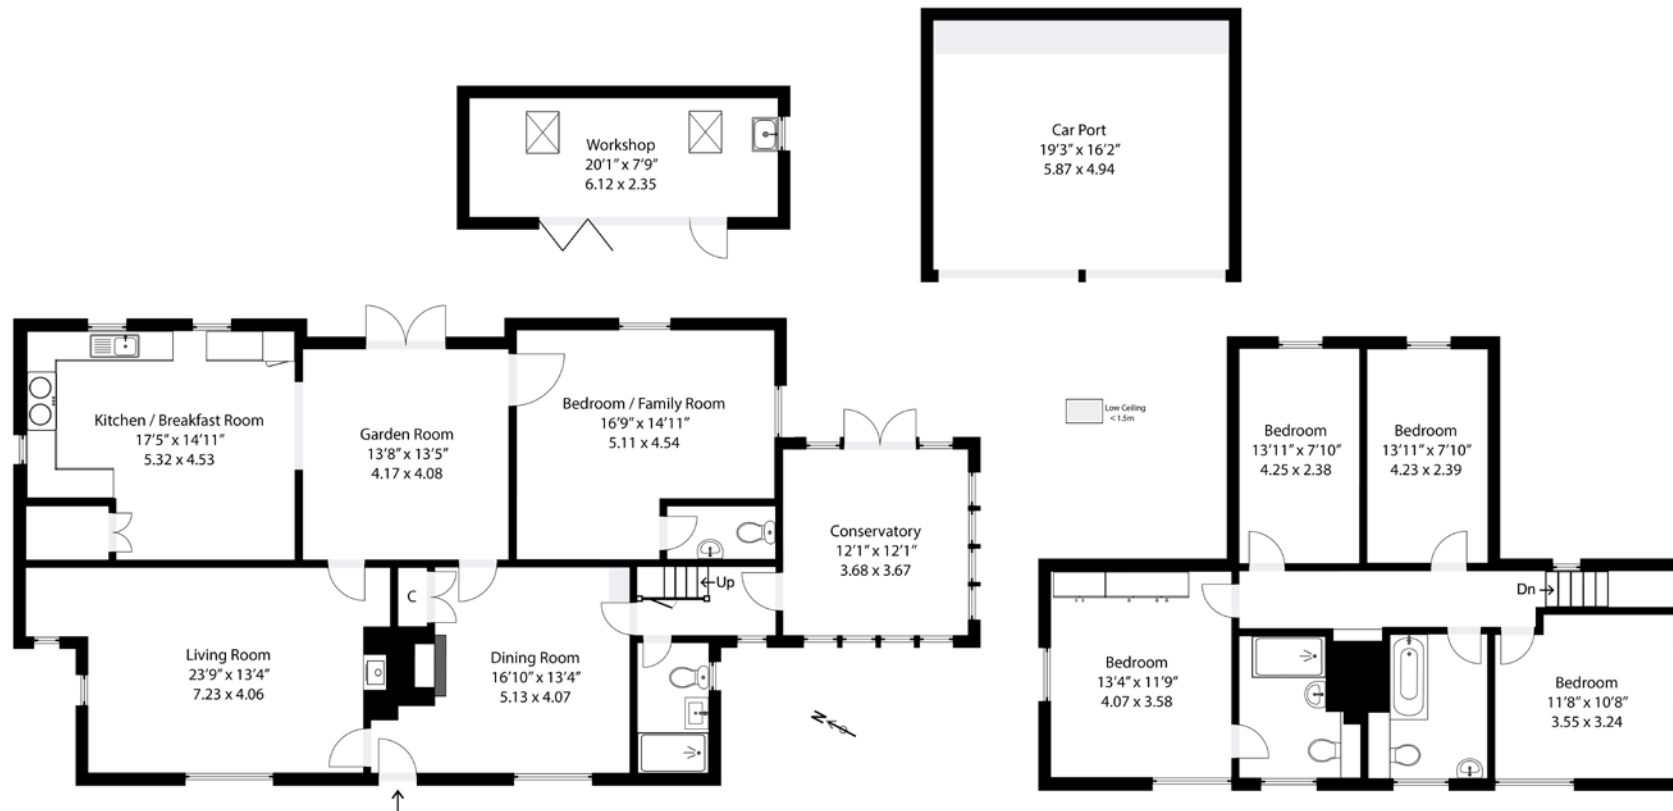 Workshop
20'1" x 7'9"
6.12 x 2.35
Car Port
19'3" x 16'2"
5.87 x 4.94
Kitchen / Breakfast Room
17'5" x 14'11"
5.32 x 4.53
Garden Room
13'8" x 13'5"
4.17 x 4.08
Bedroom / Family Room
16'9" x 14'11"
5.11 x 4.54
Conservatory
12'1" x 12'1"
3.68 x 3.67
C
Up
Living Room
23'9" x 13'4"
7.23 x 4.06
Dining Room
16'10" x 13'4"
5.13 x 4.07
N
Low Ceiling
< 1.5m
Bedroom
13'11" x 7'10"
4.25 x 2.38
Bedroom
13'11" x 7'10"
4.23 x 2.39
Dn
Bedroom
13'4" x 11'9"
4.07 x 3.58
Bedroom
11'8" x 10'8"
3.55 x 3.24